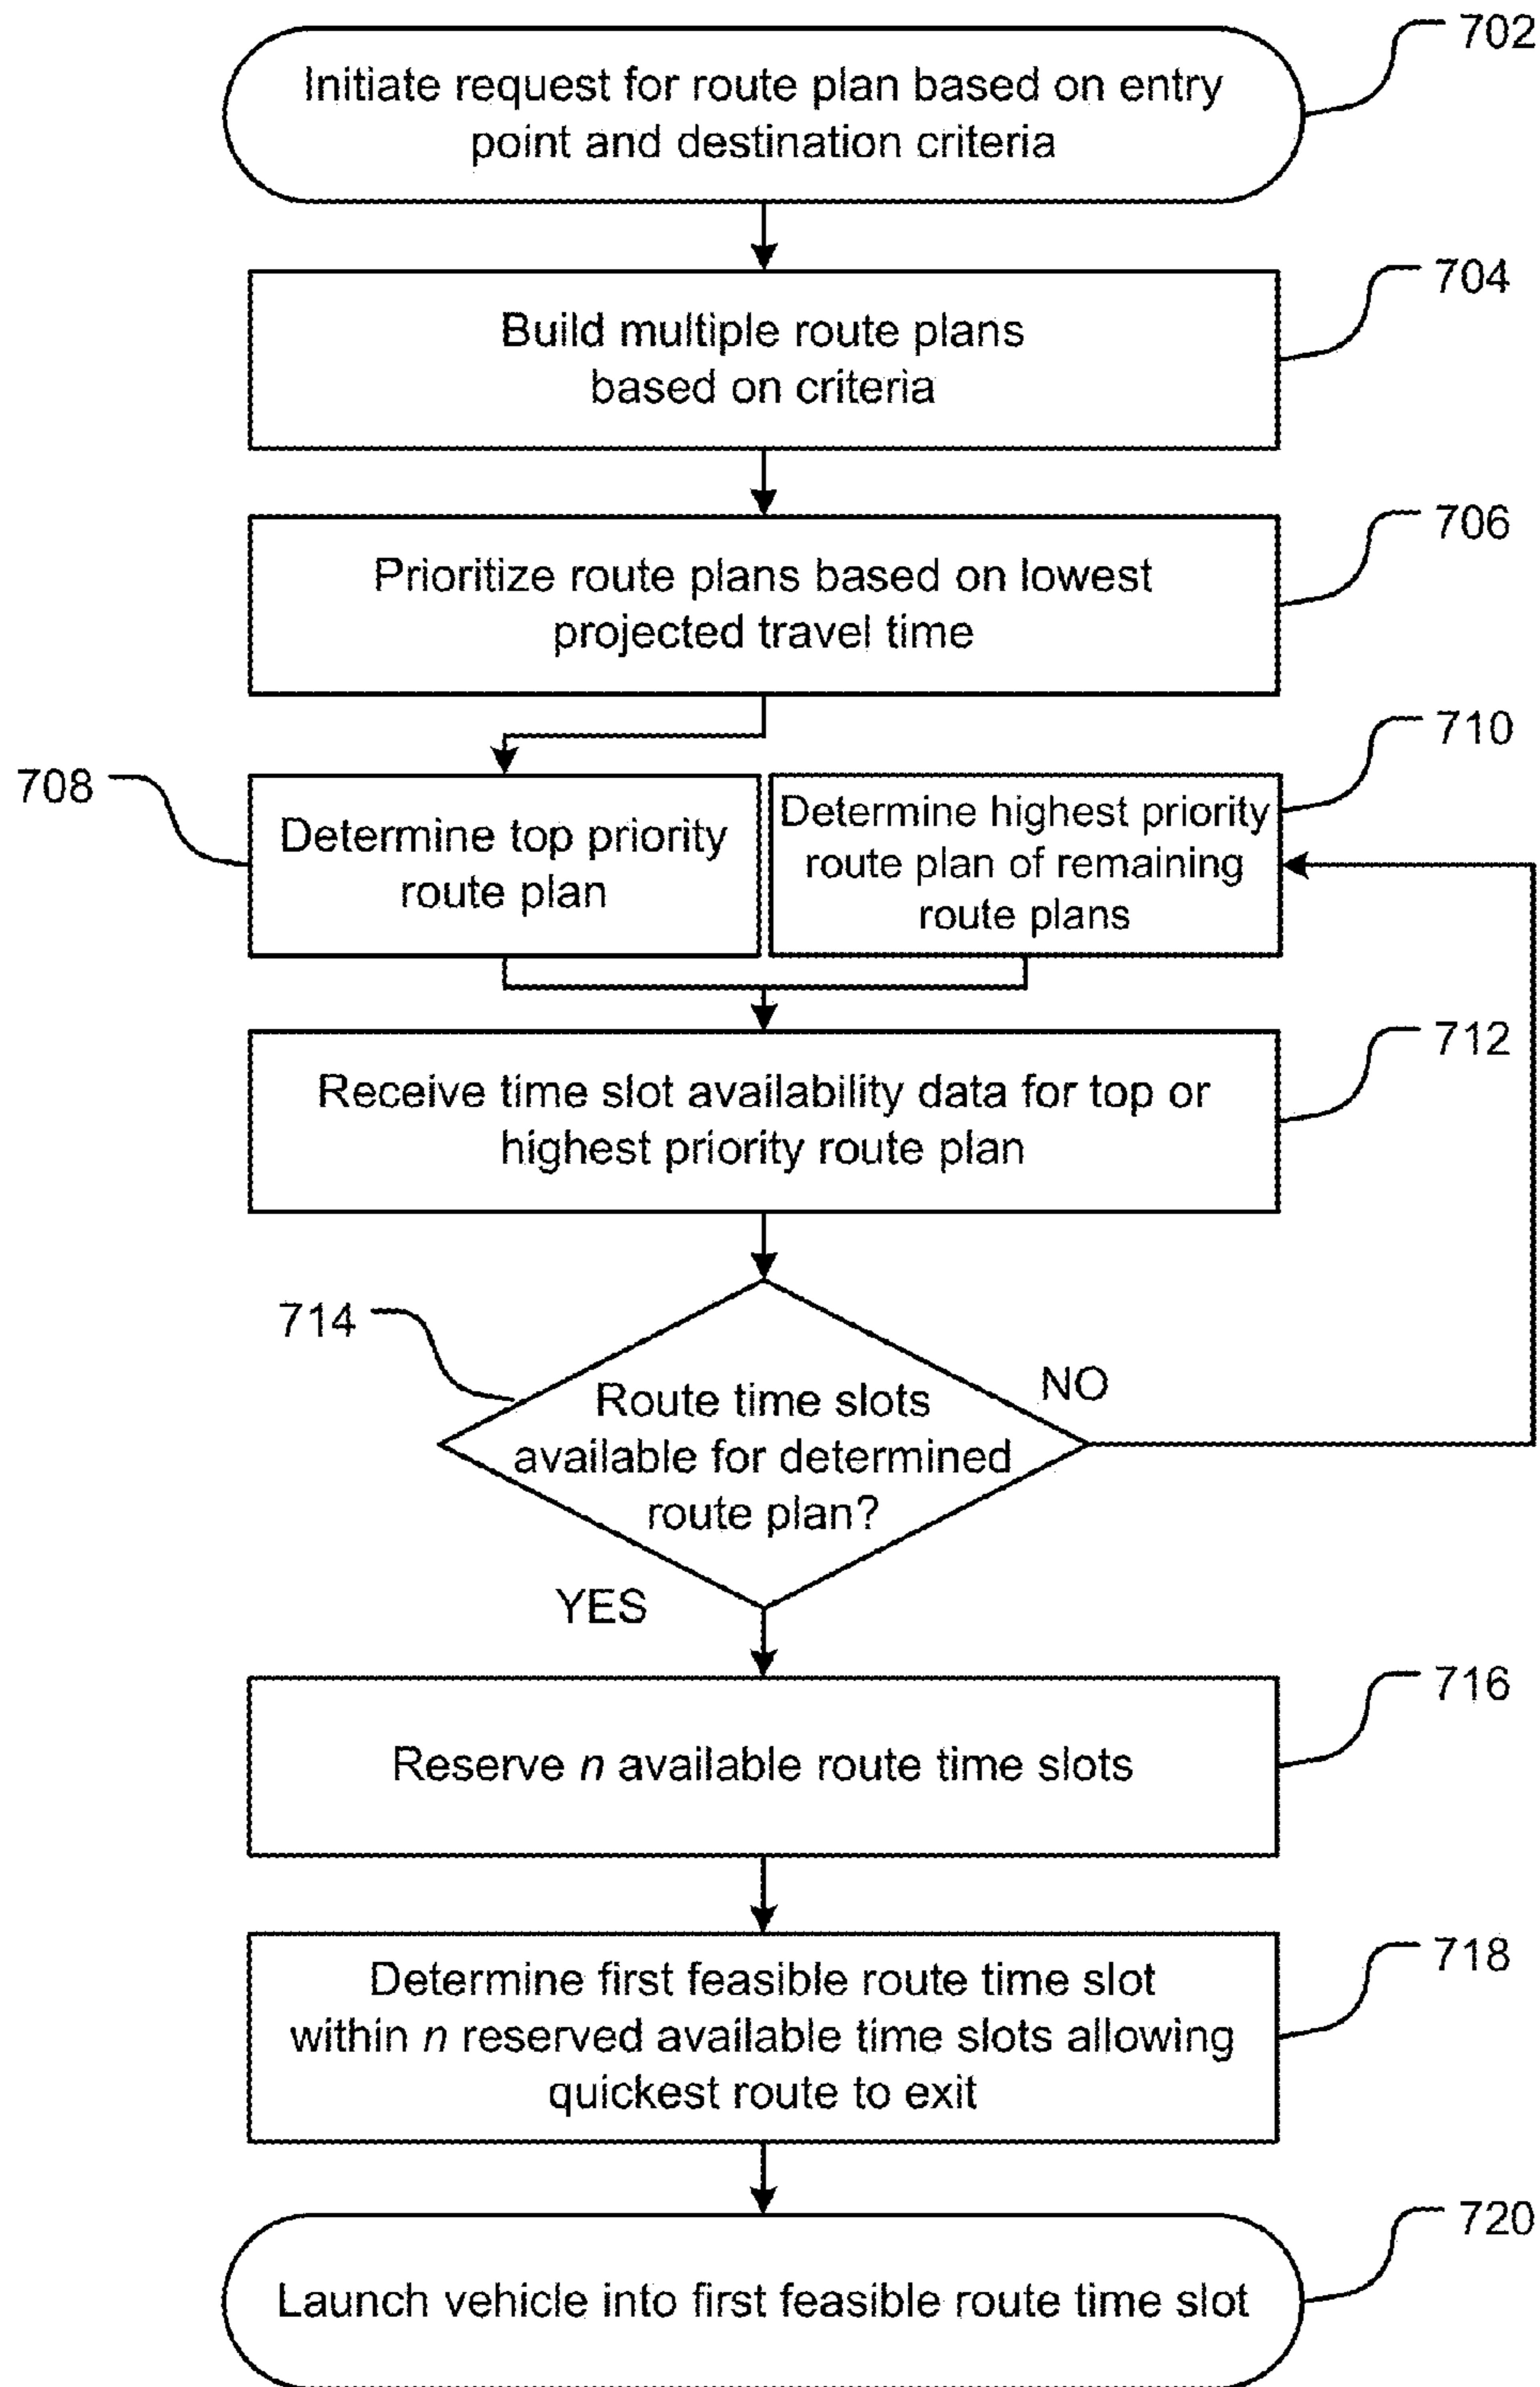 702
Initiate request for route plan based on entry
point and destination criteria
704
Build multiple route plans
based on criteria
706
Prioritize route plans based on lowest
projected travel time
708
Determine top priority
route plan
710
Determine highest priority
route plan of remaining
route plans
712
Receive time slot availability data for top or
highest priority route plan
714
Route time slots
available for determined
route plan?
NO
YES
716
Reserve n available route time slots
718
Determine first feasible route time slot
within n reserved available time slots allowing
quickest route to exit
720
Launch vehicle into first feasible route time slot